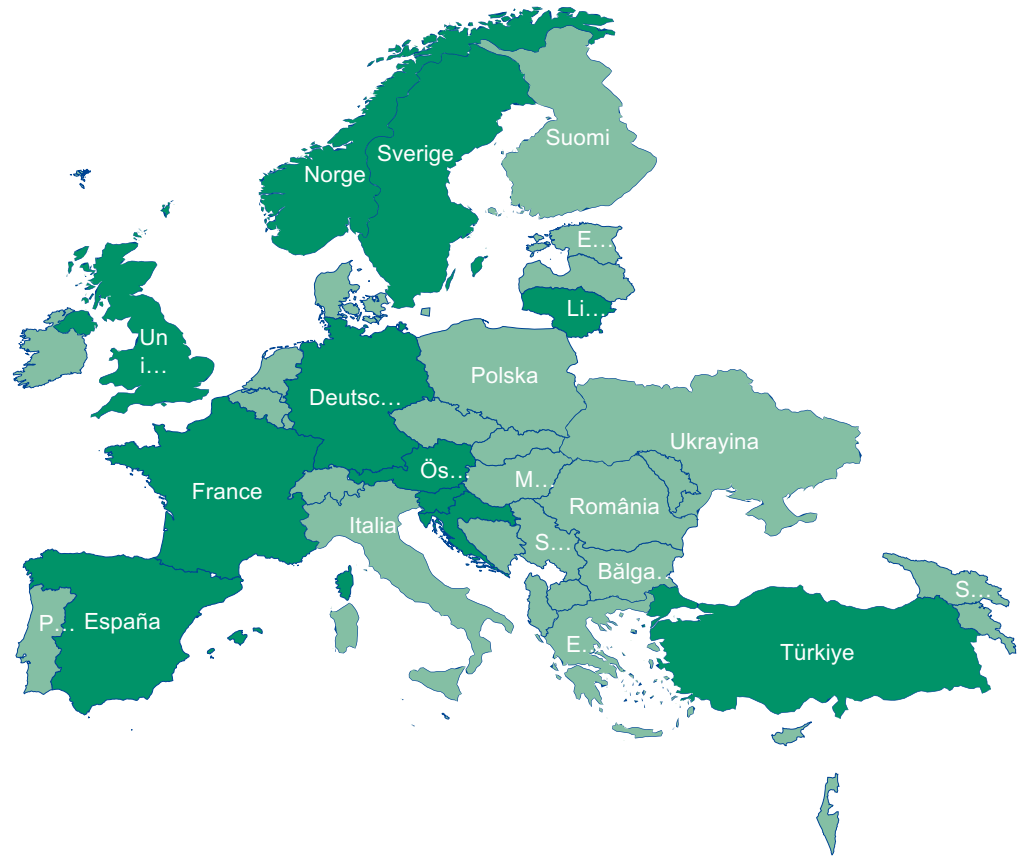 Suomi
Sverige
Norge
E…
Li…
Un
i…
Polska
Deutsc…
Ukrayina
Ös…
M…
France
România
Italia
S…
Bălga…
S…
P…
España
E…
Türkiye